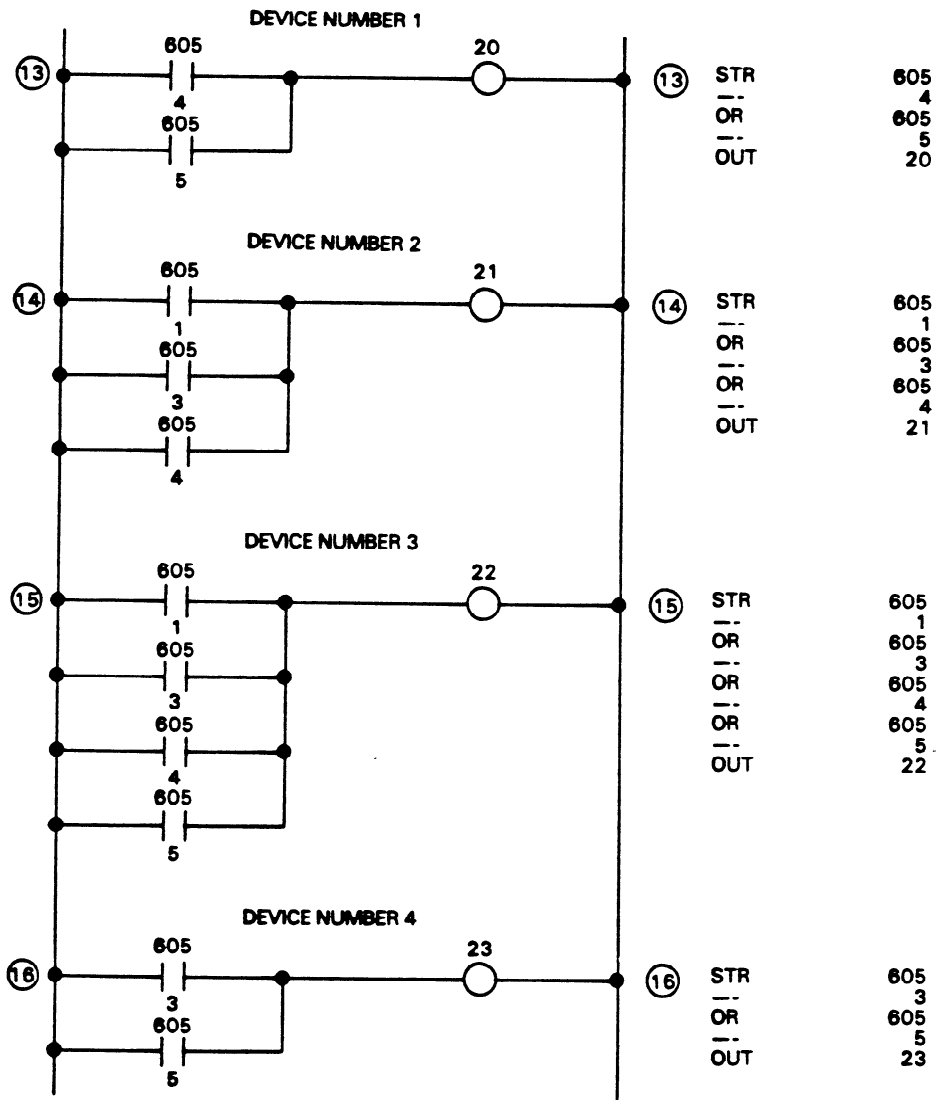 DEVICE NUMBER 1
605
20
13
4
605
5
13 STR 605
—. 4
OR 605
—. 5
OUT 20
DEVICE NUMBER 2
605
21
14
1
605
3
605
4
14 STR 605
—. 1
OR 605
—. 3
OR 605
—. 4
OUT 21
DEVICE NUMBER 3
605
22
15
1
605
3
605
4
605
5
15 STR 605
—. 1
OR 605
—. 3
OR 605
—. 4
OR 605
—. 5
OUT 22
DEVICE NUMBER 4
605
23
16
3
605
5
16 STR 605
—. 3
OR 605
—. 5
OUT 23